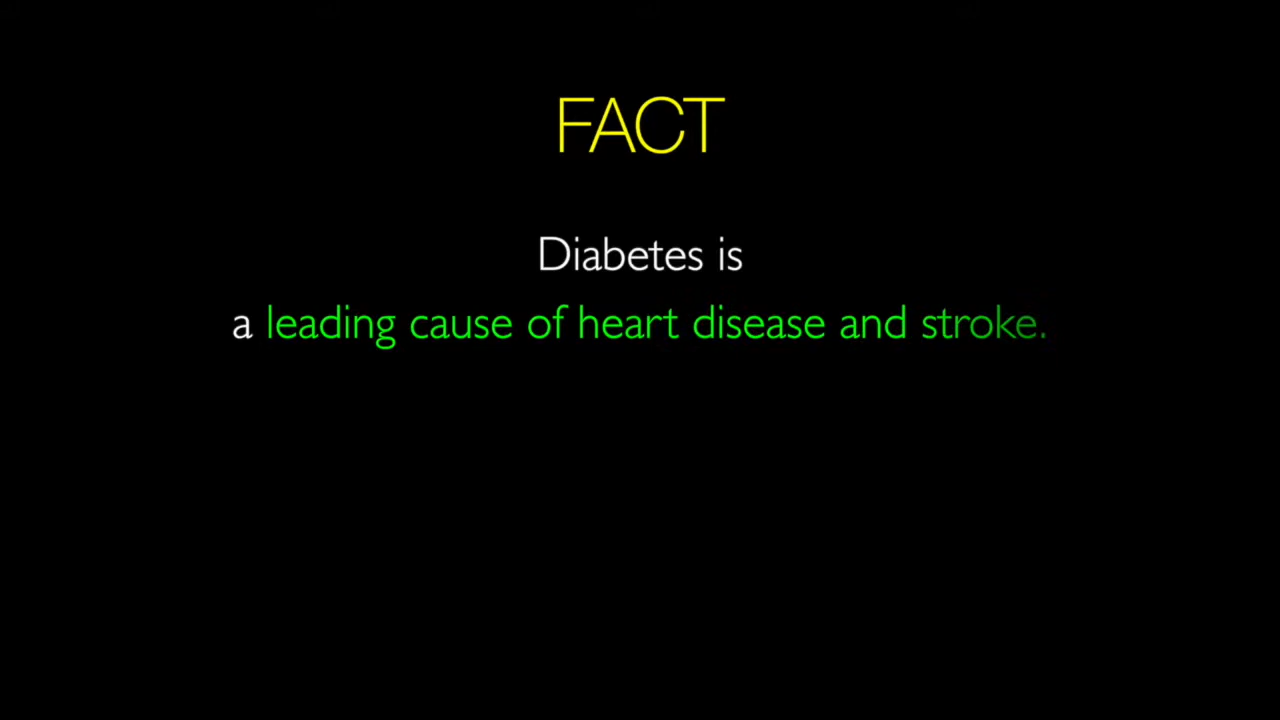 FACT
Diabetes is
a leading cause of heart disease and stroke.